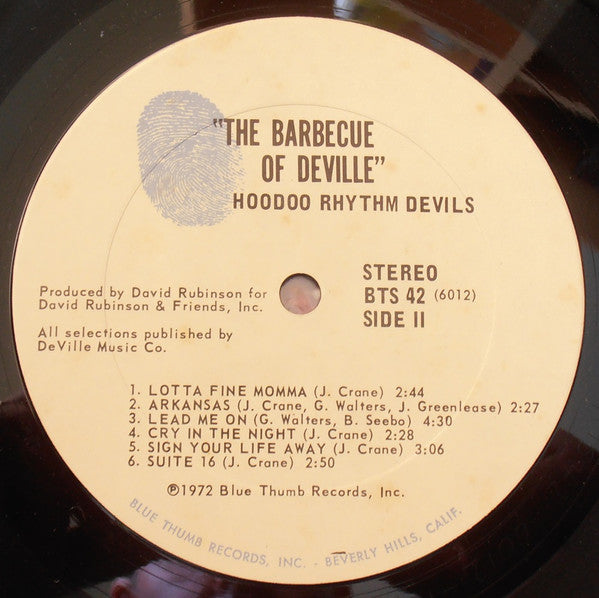 "THE BARBECUE
OF DEVILLE"
HOODOO RHYTHM DEVILS
Produced by David Rubinson for
David Rubinson & Friends, Inc.
All selections published by
DeVille Music Co.
STEREO
BTS 42 (6012)
SIDE II
1. LOTTA FINE MOMMA (J. Crane) 2:44
2. ARKANSAS (J. Crane, G. Walters, J. Greenlease) 2:27
3. LEAD ME ON (G. Walters, B. Seebo) 4:30
4. CRY IN THE NIGHT (J. Crane) 2:28
5. SIGN YOUR LIFE AWAY (J. Crane) 3:06
6. SUITE 16 (J. Crane) 2:50
℗1972 Blue Thumb Records, Inc.
BLUE THUMB RECORDS, INC. - BEVERLY HILLS, CALIF.